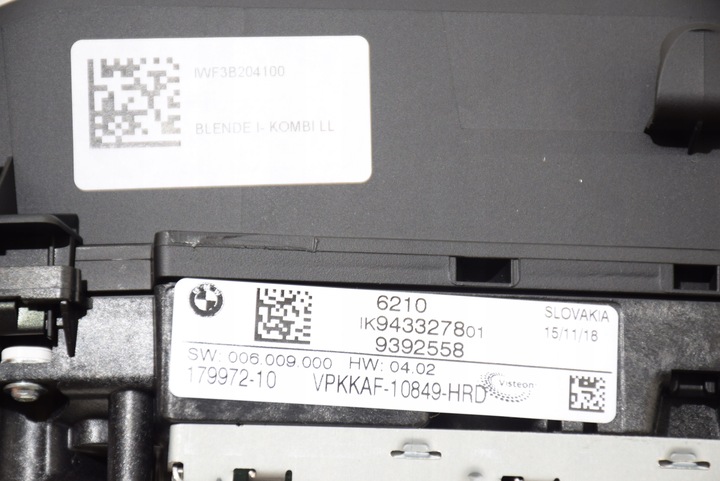 IWF3B204100
BLENDE I- KOMBI LL
BMW
6210
IK943327801
9392558
SLOVAKIA
15/11/18
SW: 006.009.000 HW: 04.02
179972-10 VPKKAF-10849-HRD
Visteon